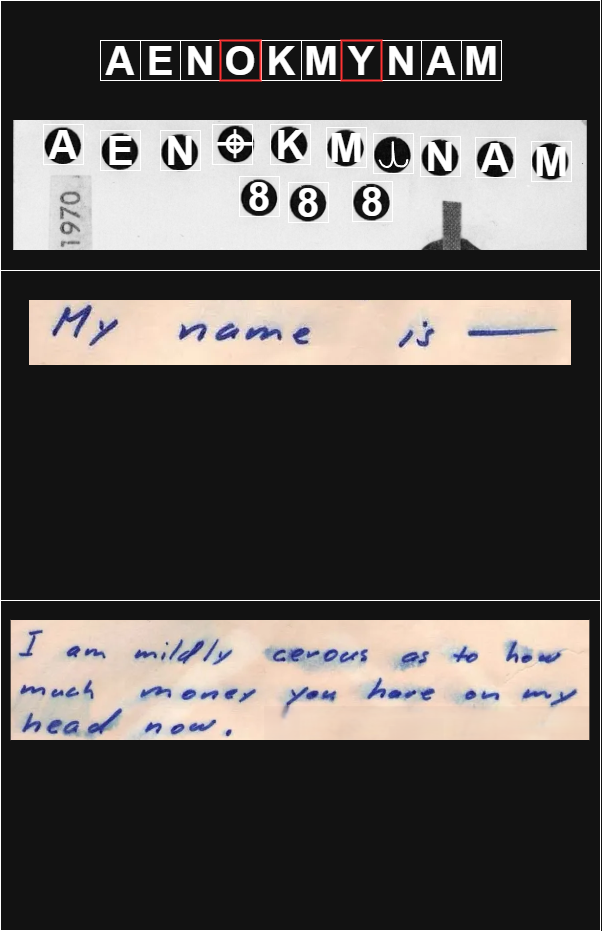 AENOKMYNAM
A E N K M N A M
8 8 8
1970
My name is —
I am mildly cerous as to how
much money you have on my
head now.